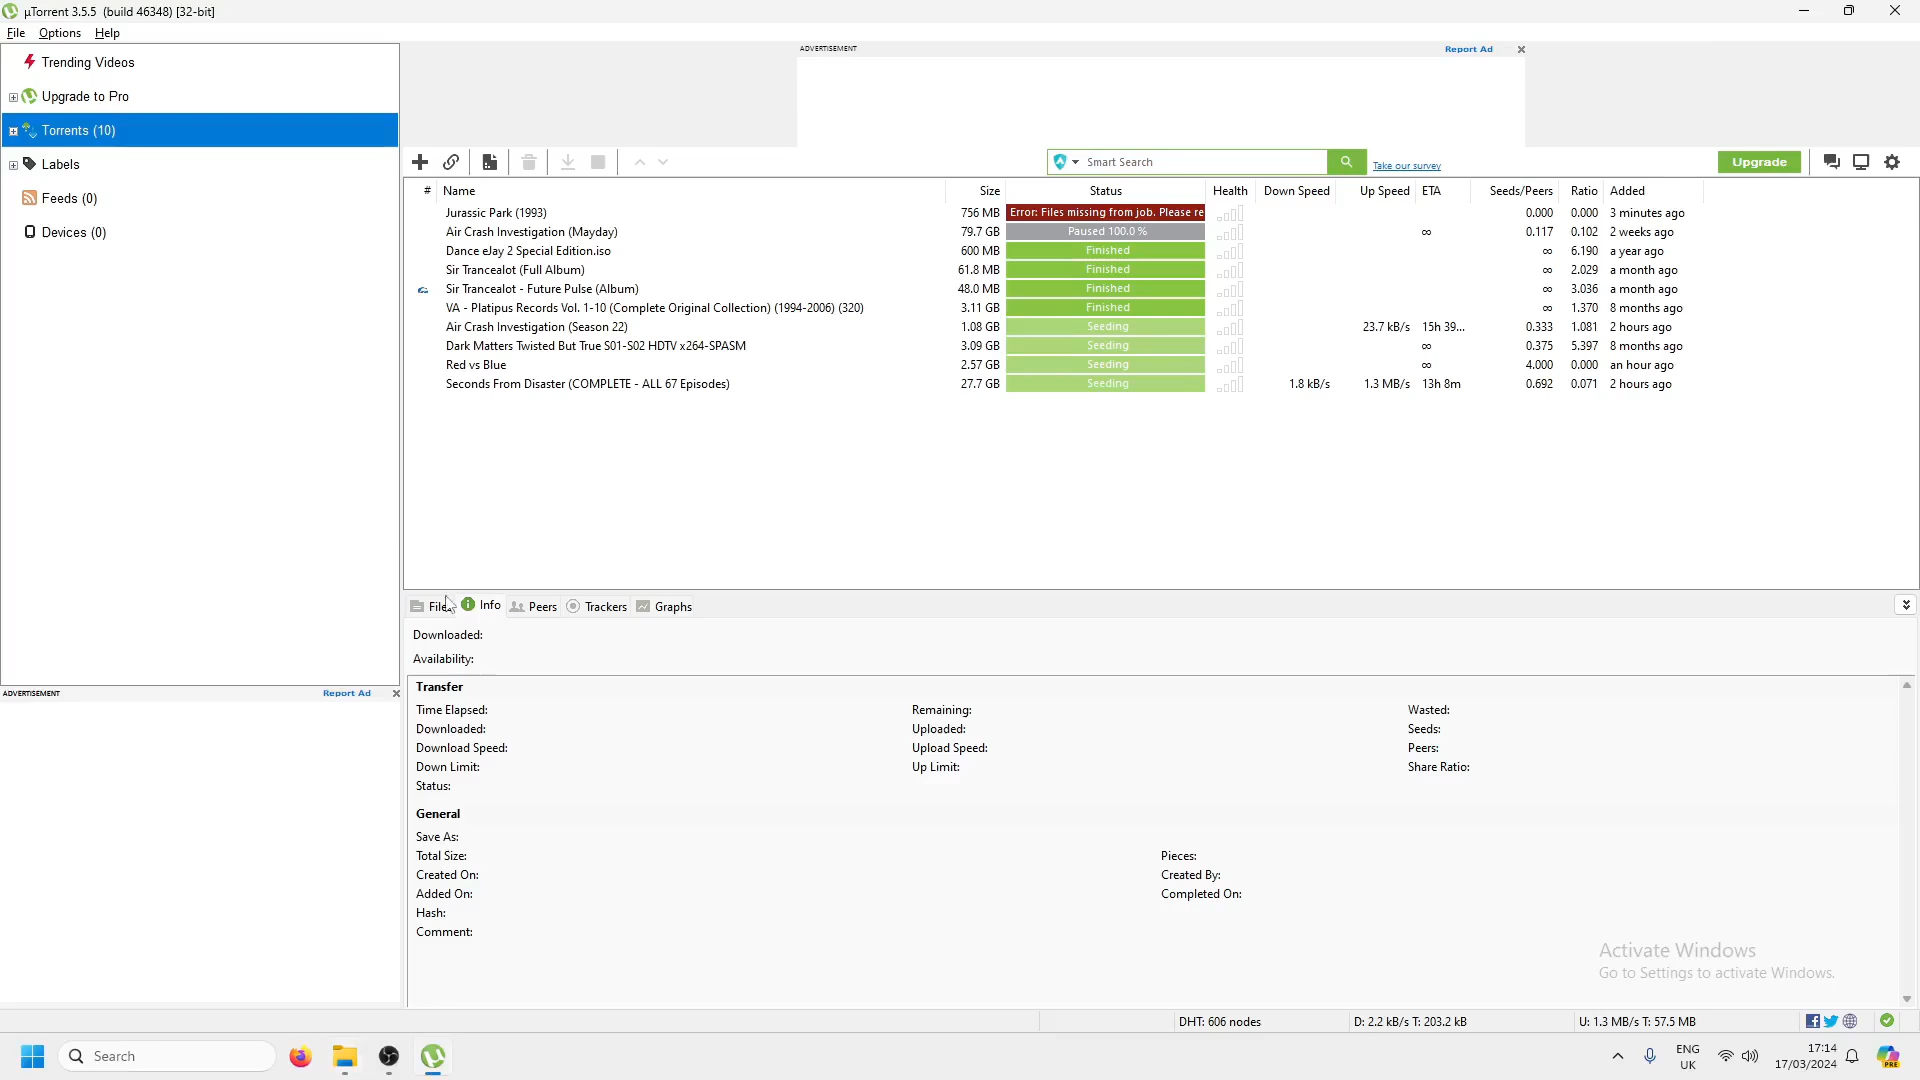 µTorrent 3.5.5 (build 46348) [32-bit]
File Options Help
Trending Videos
Upgrade to Pro
Torrents (10)
Labels
Feeds (0)
Devices (0)
ADVERTISEMENT Report Ad
Smart Search Take our survey Upgrade
# Name Size Status Health Down Speed Up Speed ETA Seeds/Peers Ratio Added
Jurassic Park (1993) 756 MB Error: Files missing from job. Please re 0.000 0.000 3 minutes ago
Air Crash Investigation (Mayday) 79.7 GB Paused 100.0 % ∞ 0.117 0.102 2 weeks ago
Dance eJay 2 Special Edition.iso 600 MB Finished ∞ 6.190 a year ago
Sir Trancealot (Full Album) 61.8 MB Finished ∞ 2.029 a month ago
Sir Trancealot - Future Pulse (Album) 48.0 MB Finished ∞ 3.036 a month ago
VA - Platipus Records Vol. 1-10 (Complete Original Collection) (1994-2006) (320) 3.11 GB Finished ∞ 1.370 8 months ago
Air Crash Investigation (Season 22) 1.08 GB Seeding 23.7 kB/s 15h 39... 0.333 1.081 2 hours ago
Dark Matters Twisted But True S01-S02 HDTV x264-SPASM 3.09 GB Seeding ∞ 0.375 5.397 8 months ago
Red vs Blue 2.57 GB Seeding ∞ 4.000 0.000 an hour ago
Seconds From Disaster (COMPLETE - ALL 67 Episodes) 27.7 GB Seeding 1.8 kB/s 1.3 MB/s 13h 8m 0.692 0.071 2 hours ago
Files Info Peers Trackers Graphs
Downloaded:
Availability:
ADVERTISEMENT Report Ad
Transfer
Time Elapsed: Remaining: Wasted:
Downloaded: Uploaded: Seeds:
Download Speed: Upload Speed: Peers:
Down Limit: Up Limit: Share Ratio:
Status:
General
Save As:
Total Size: Pieces:
Created On: Created By:
Added On: Completed On:
Hash:
Comment:
Activate Windows
Go to Settings to activate Windows.
DHT: 606 nodes D: 2.2 kB/s T: 203.2 kB U: 1.3 MB/s T: 57.5 MB
Search
ENG
UK
17:14
17/03/2024
PRE